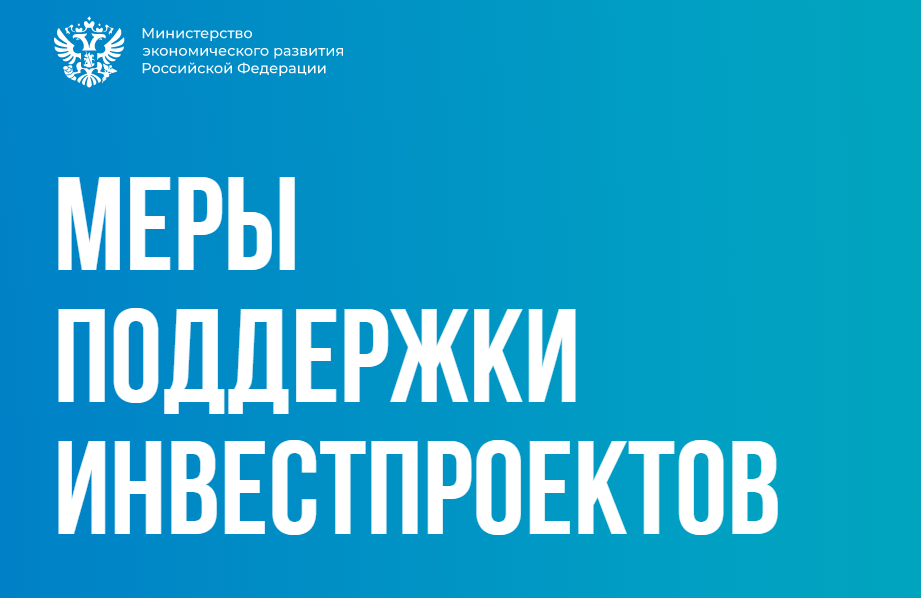 Министерство
экономического развития
Российской Федерации
МЕРЫ
ПОДДЕРЖКИ
ИНВЕСТПРОЕКТОВ